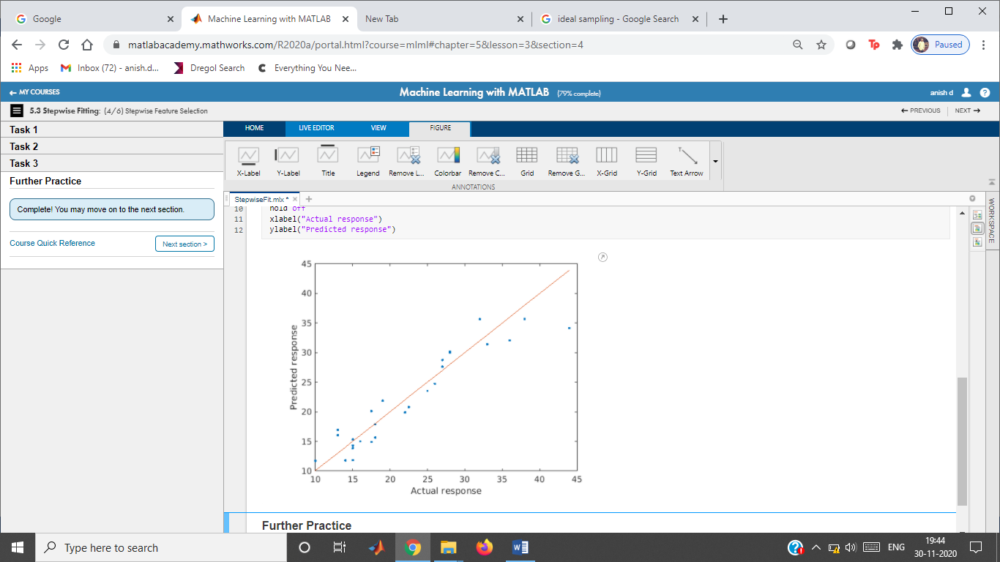 Google
Machine Learning with MATLAB
New Tab
ideal sampling - Google Search
matlabacademy.mathworks.com/R2020a/portal.html?course=mlml#chapter=5&lesson=3&section=4
Paused
Apps
Inbox (72) - anish.d...
Dregol Search
Everything You Nee...
MY COURSES
Machine Learning with MATLAB (79% complete)
anish d
5.3 Stepwise Fitting: (4/6) Stepwise Feature Selection
PREVIOUS
NEXT
Task 1
Task 2
Task 3
Further Practice
Complete! You may move on to the next section.
Course Quick Reference
Next section >
HOME
LIVE EDITOR
VIEW
FIGURE
X-Label
Y-Label
Title
Legend
Remove L...
Colorbar
Remove C...
Grid
Remove G...
X-Grid
Y-Grid
Text Arrow
ANNOTATIONS
StepwiseFit.mlx *
WORKSPACE
10 hold off
11 xlabel("Actual response")
12 ylabel("Predicted response")
45
40
35
30
25
20
15
10
Predicted response
10 15 20 25 30 35 40 45
Actual response
Further Practice
Type here to search
ENG
19:44
30-11-2020